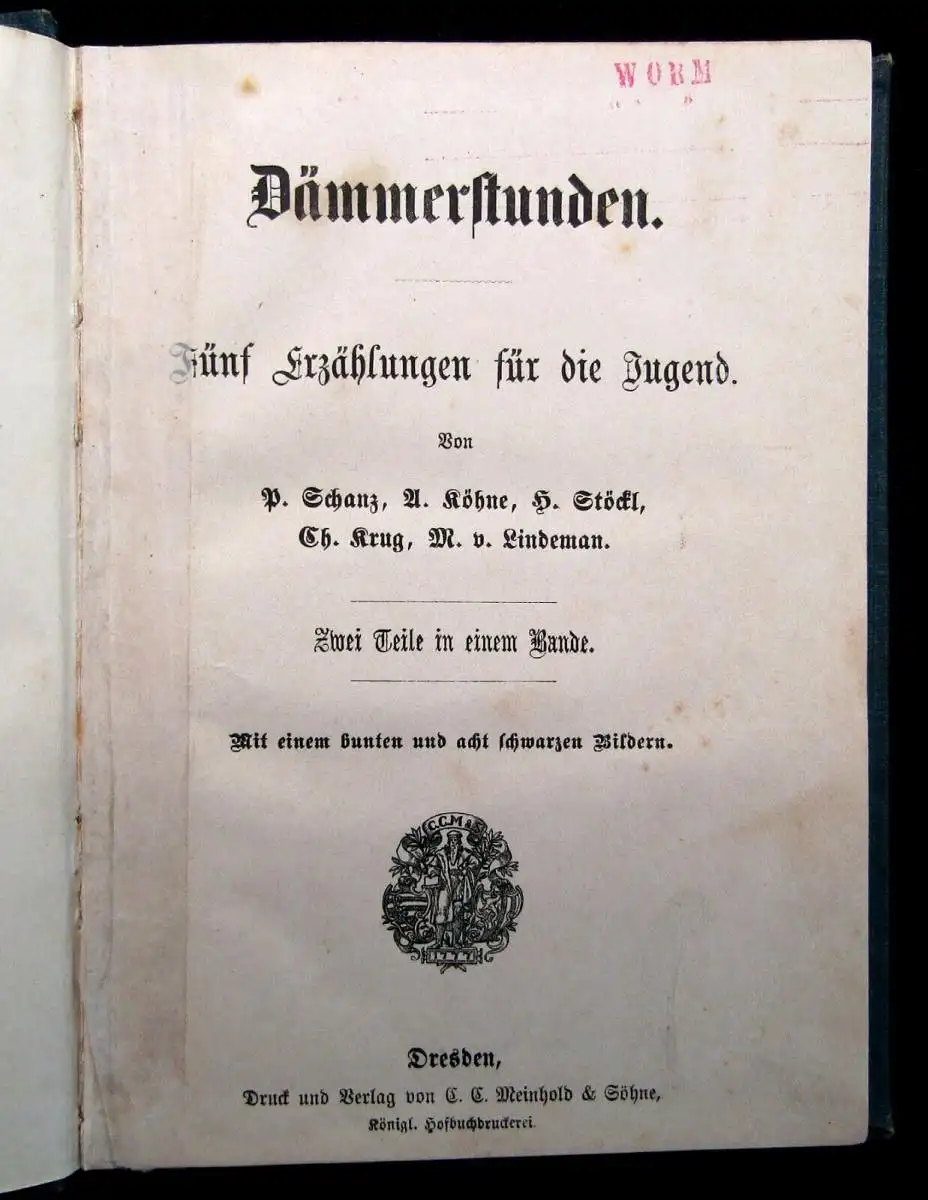 WORM
Dämmerstunden.
Fünf Erzählungen für die Jugend.
Von
P. Schanz, A. Köhne, H. Stöckl,
Ch. Krug, M. v. Lindeman.
Zwei Teile in einem Bande.
Mit einem bunten und acht schwarzen Bildern.
C.C.M & S.
1777
Dresden,
Druck und Verlag von C. C. Meinhold & Söhne,
Königl. Hofbuchdruckerei.